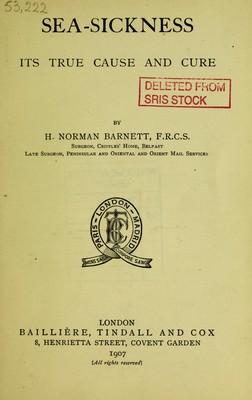 53,222
SEA-SICKNESS
ITS TRUE CAUSE AND CURE
DELETED FROM
SRIS STOCK
BY
H. NORMAN BARNETT, F.R.C.S.
Surgeon, Cripples' Home, Belfast
Late Surgeon, Peninsular and Oriental and Orient Mail Services
PARIS LONDON MADRID
LONDON
BAILLIÈRE, TINDALL AND COX
8, HENRIETTA STREET, COVENT GARDEN
1907
(All rights reserved)